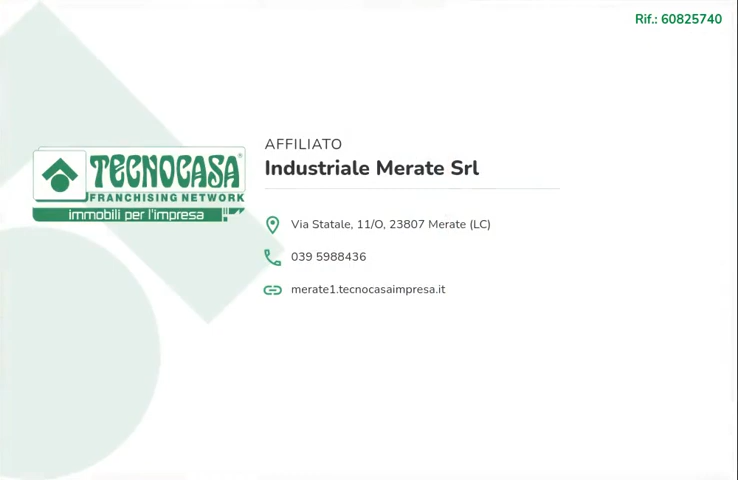 Rif.: 60825740
AFFILIATO
Industriale Merate Srl
TECNOCASA®
FRANCHISING NETWORK
immobili per l'impresa
Via Statale, 11/O, 23807 Merate (LC)
039 5988436
merate1.tecnocasaimpresa.it